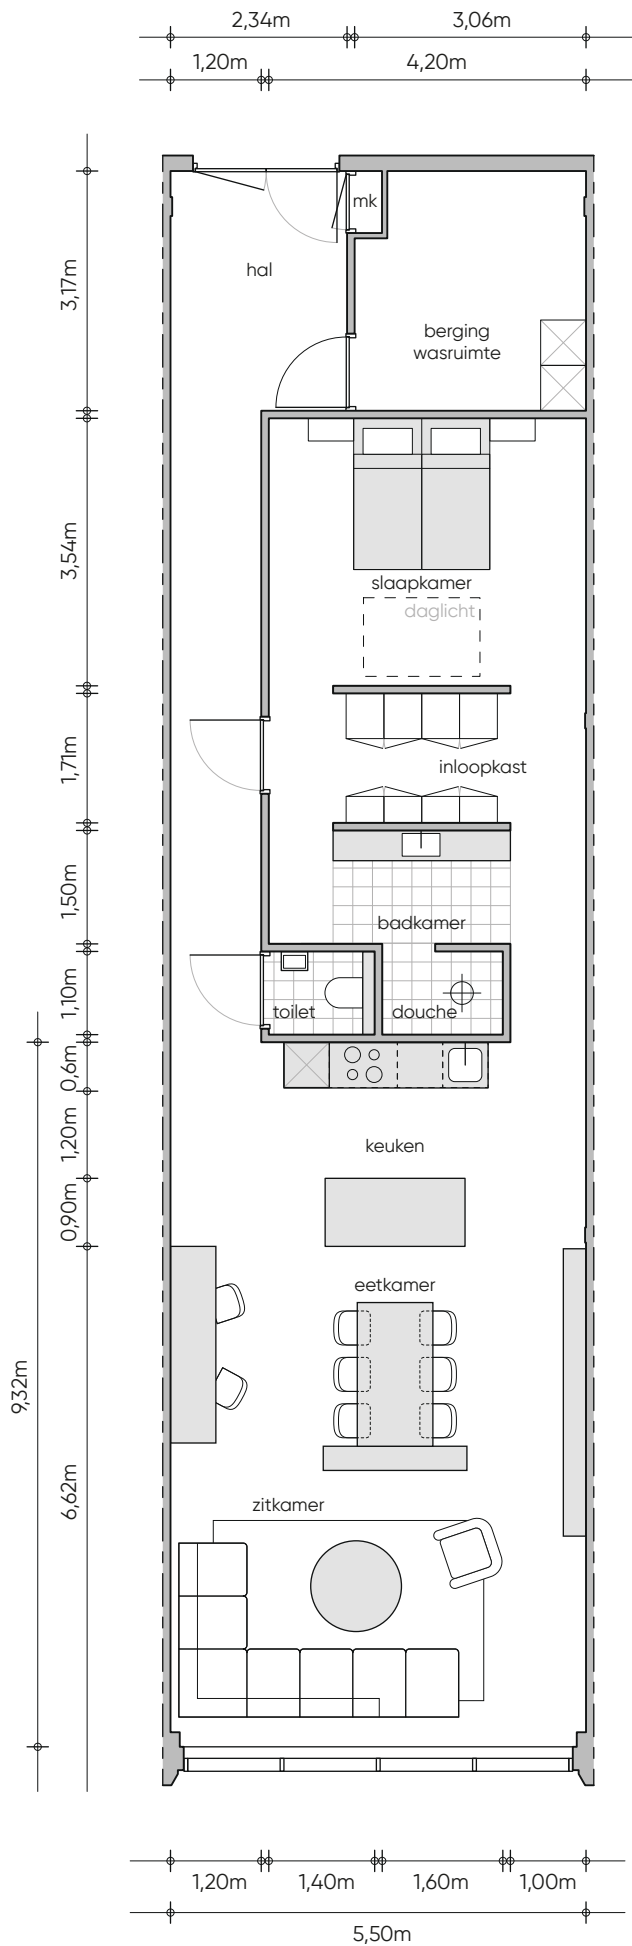 2,34m
3,06m
1,20m
4,20m
mk
hal
3,17m
berging
wasruimte
3,54m
slaapkamer
daglicht
1,71m
inloopkast
1,50m
badkamer
1,10m
toilet
douche
0,6m
1,20m
keuken
0,90m
eetkamer
9,32m
6,62m
zitkamer
1,20m
1,40m
1,60m
1,00m
5,50m